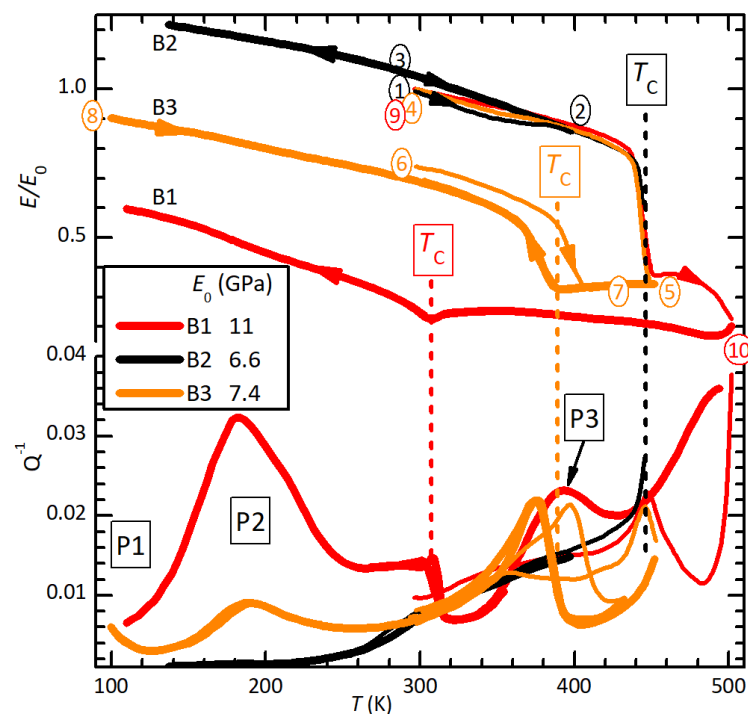 B2
3
T_C
1.0
1
2
8
B3
9
4
E/E_0
6
T_C
B1
T_C
0.5
E_0 (GPa)
7
5
B1 11
B2 6.6
B3 7.4
10
0.04
P3
0.03
Q^-1
P1
P2
0.02
0.01
100
200
300
400
500
T (K)